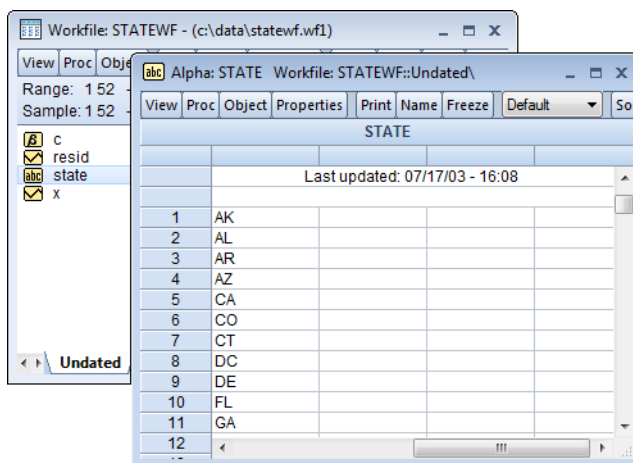 Workfile: STATEWF - (c:\data\statewf.wf1)
View Proc Obje
Range: 1 52 -
Sample: 1 52 -
β c
resid
abc state
x
Undated
abc Alpha: STATE Workfile: STATEWF::Undated\
View Proc Object Properties Print Name Freeze Default So
STATE
Last updated: 07/17/03 - 16:08
1 AK
2 AL
3 AR
4 AZ
5 CA
6 CO
7 CT
8 DC
9 DE
10 FL
11 GA
12